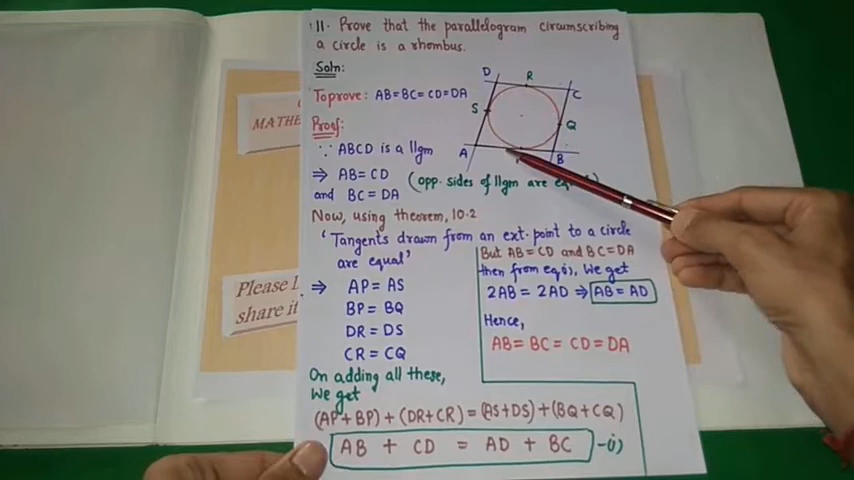 11. Prove that the parallelogram circumscribing
a circle is a rhombus.
Soln:
To prove: AB=BC=CD=DA
Proof:
∵ ABCD is a llgm
⇒ AB=CD (opp. sides of llgm are equal)
and BC=DA
Now, using theorem, 10.2
'Tangents drawn from an ext. point to a circle
are equal'
⇒ AP=AS
BP=BQ
DR=DS
CR=CQ
On adding all these,
We get
(AP+BP)+(DR+CR)=(AS+DS)+(BQ+CQ)
AB + CD = AD + BC -i)
But AB=CD and BC=DA
then from eq i), We get
2AB=2AD ⇒ AB=AD
Hence,
AB=BC=CD=DA
D R C
S Q
A B
MATHE
Please L
share i